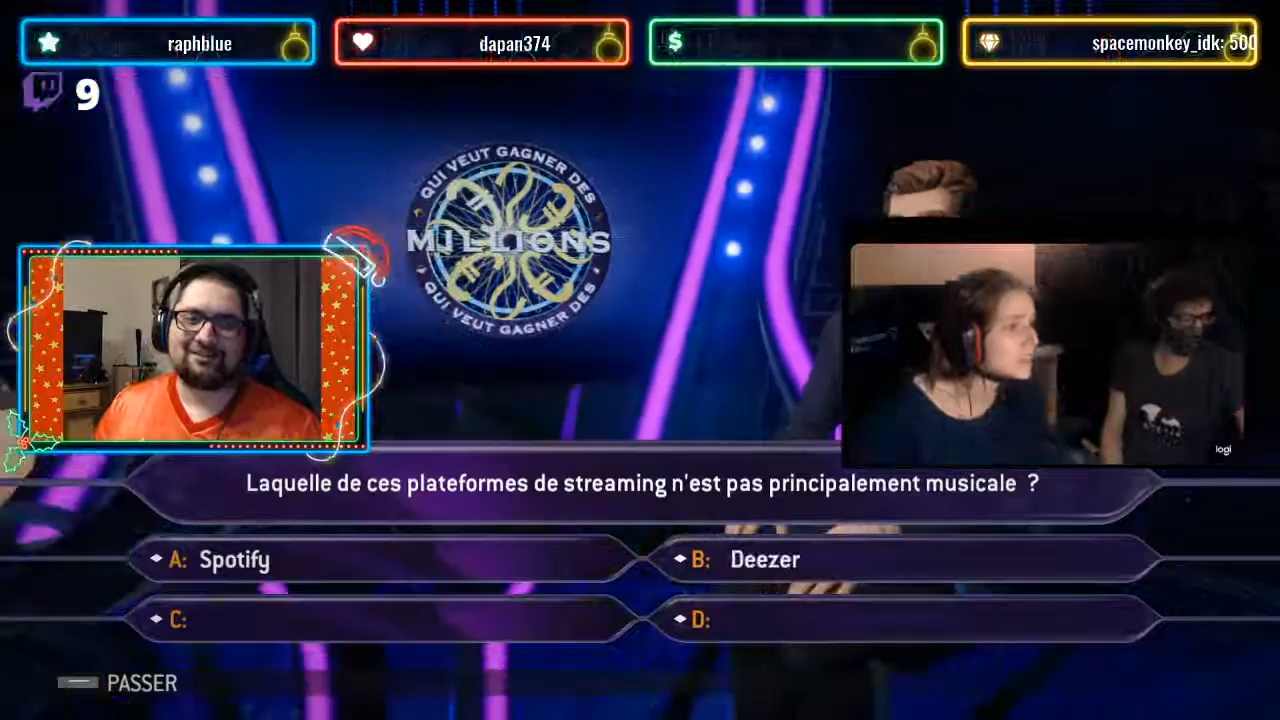 raphblue
dapan374
$
spacemonkey_idk: 500
9
QUI VEUT GAGNER DES
MILLIONS
QUI VEUT GAGNER DES
logi
Laquelle de ces plateformes de streaming n'est pas principalement musicale ?
A: Spotify
B: Deezer
C:
D:
PASSER